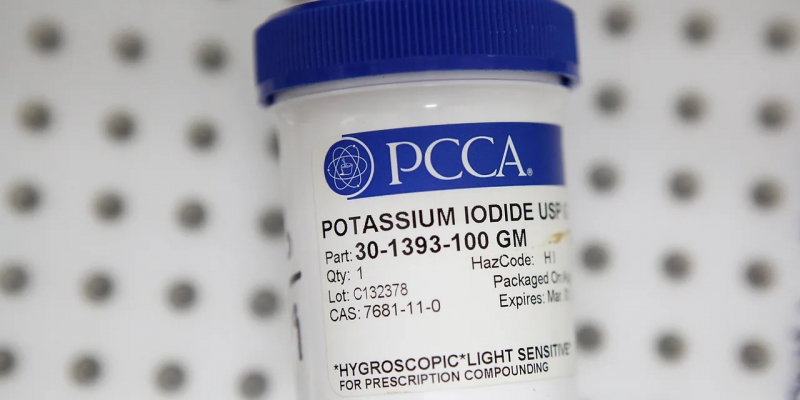 PCCA®
POTASSIUM IODIDE USP
Part: 30-1393-100 GM
Qty: 1
HazCode: H I
Lot: C132378
Packaged On
CAS: 7681-11-0
Expires: Mar.
*HYGROSCOPIC*LIGHT SENSITIVE
FOR PRESCRIPTION COMPOUNDING